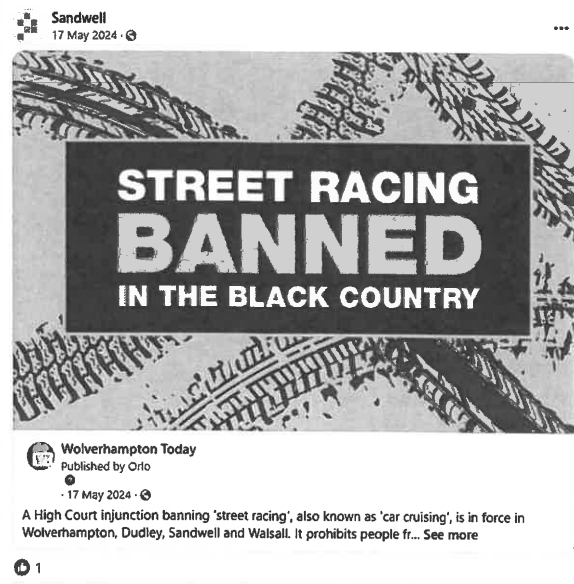 Sandwell
17 May 2024 ·
STREET RACING
BANNED
IN THE BLACK COUNTRY
Wolverhampton Today
Published by Orlo
· 17 May 2024 ·
A High Court injunction banning 'street racing', also known as 'car cruising', is in force in
Wolverhampton, Dudley, Sandwell and Walsall. It prohibits people fr... See more
1